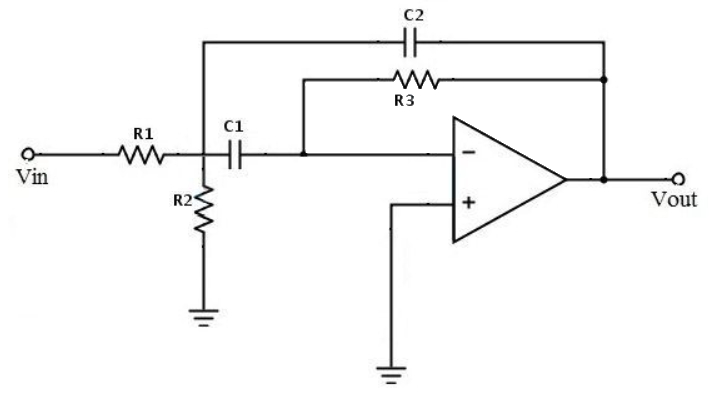 C2
R3
R1
C1
Vin
R2
−
+
Vout